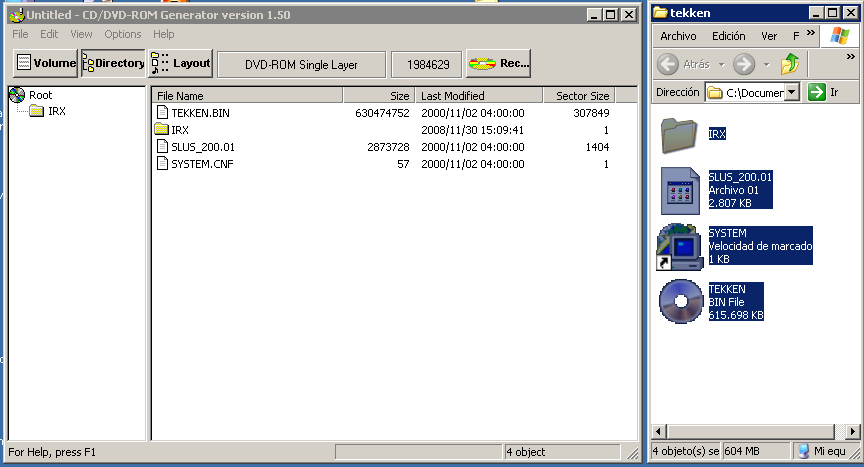 Untitled - CD/DVD-ROM Generator version 1.50
File Edit View Options Help
Volume Directory Layout DVD-ROM Single Layer 1984629 Rec...
Root
IRX
File Name Size Last Modified Sector Size
TEKKEN.BIN 630474752 2000/11/02 04:00:00 307849
IRX 2008/11/30 15:09:41 1
SLUS_200.01 2873728 2000/11/02 04:00:00 1404
SYSTEM.CNF 57 2000/11/02 04:00:00 1
For Help, press F1 4 object
tekken
Archivo Edición Ver F »
Atrás »
Dirección C:\Documen Ir
IRX
SLUS_200.01
Archivo 01
2.807 KB
SYSTEM
Velocidad de marcado
1 KB
TEKKEN
BIN File
615.698 KB
4 objeto(s) se 604 MB Mi equ